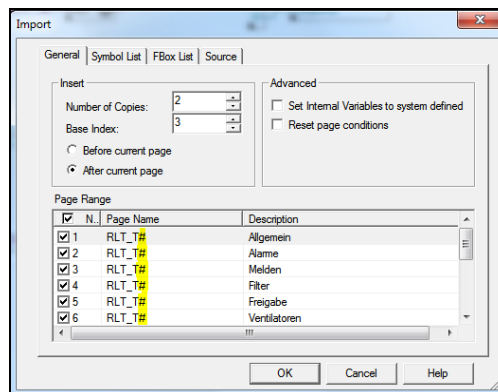 Import
General Symbol List FBox List Source
Insert
Number of Copies: 2
Base Index: 3
Before current page
After current page
Advanced
Set Internal Variables to system defined
Reset page conditions
Page Range
N.. Page Name Description
1 RLT_T# Allgemein
2 RLT_T# Alarme
3 RLT_T# Melden
4 RLT_T# Filter
5 RLT_T# Freigabe
6 RLT_T# Ventilatoren
OK Cancel Help